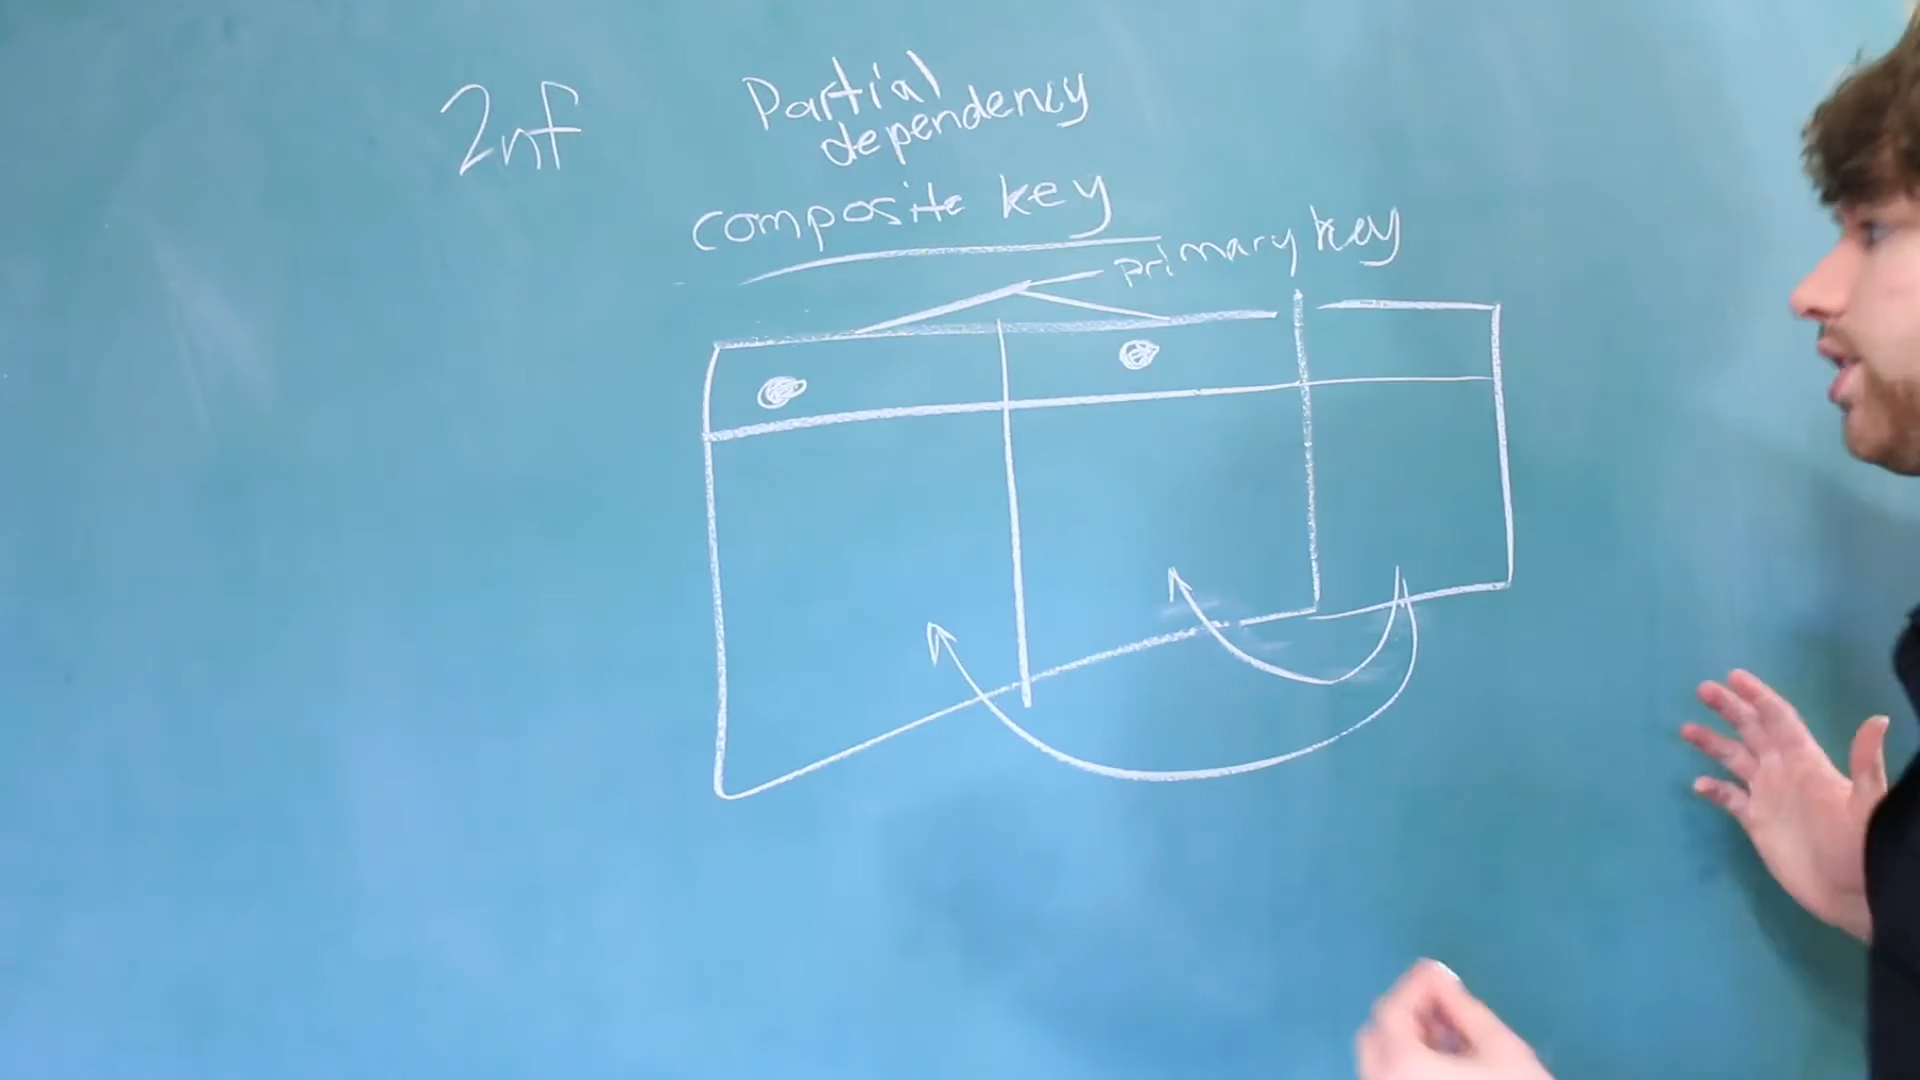 2nf
Partial
dependency
composite key
primary key